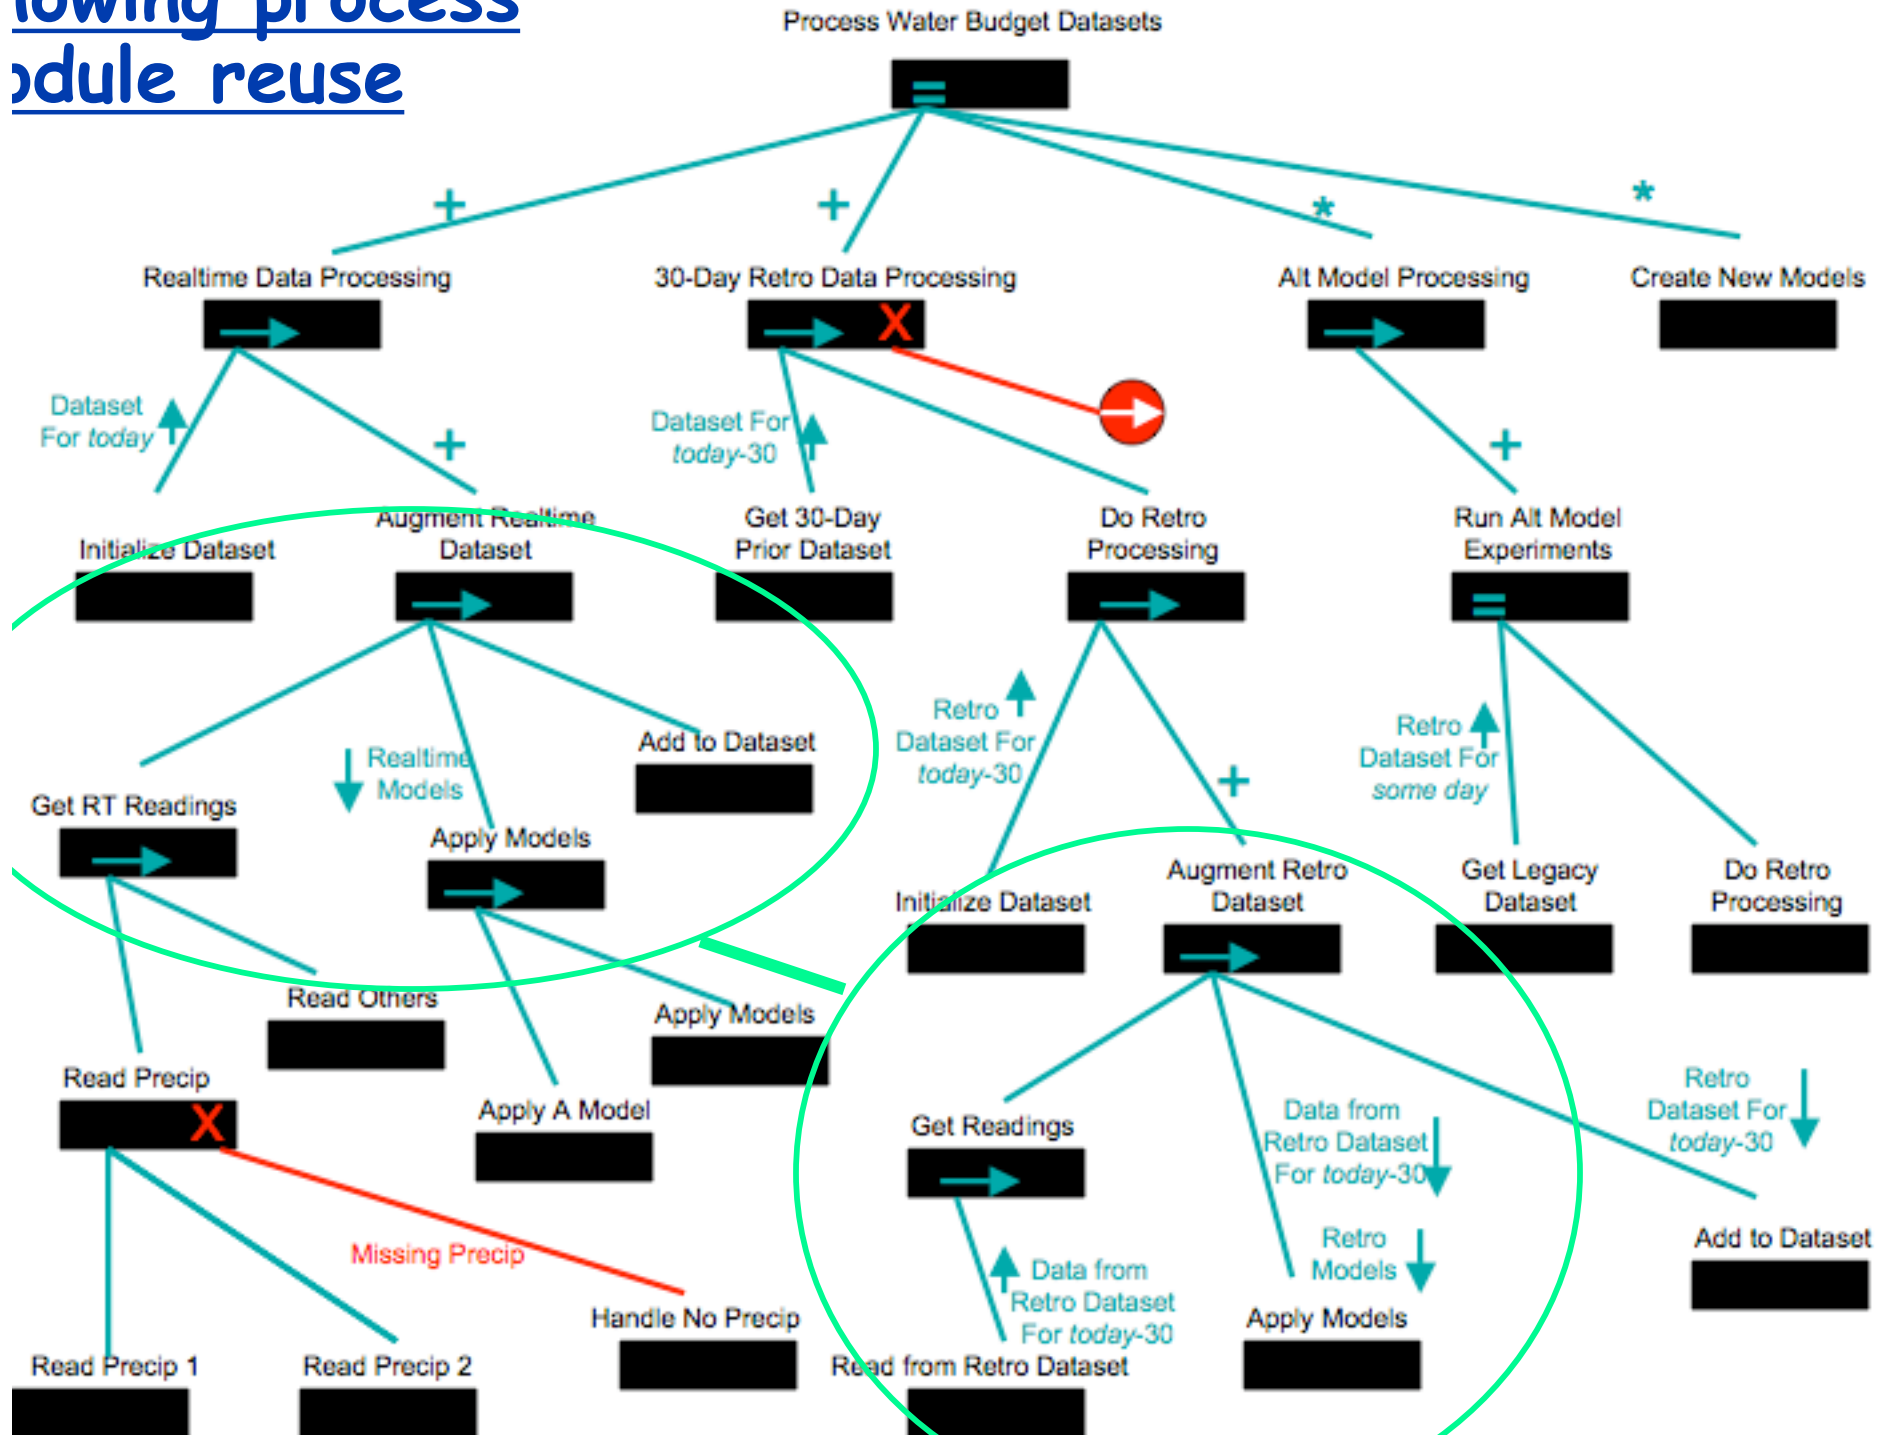 lowing process
odule reuse
Process Water Budget Datasets
=
+
+
*
*
Realtime Data Processing
30-Day Retro Data Processing
Alt Model Processing
Create New Models
X
Dataset
For today
+
Dataset For
today-30
+
Initialize Dataset
Augment Realtime
Dataset
Get 30-Day
Prior Dataset
Do Retro
Processing
Run Alt Model
Experiments
=
Realtime
Models
Add to Dataset
Retro
Dataset For
today-30
+
Retro
Dataset For
some day
Get RT Readings
Apply Models
Initialize Dataset
Augment Retro
Dataset
Get Legacy
Dataset
Do Retro
Processing
Read Others
Apply Models
Read Precip
X
Apply A Model
Get Readings
Data from
Retro Dataset
For today-30
Retro
Dataset For
today-30
Missing Precip
Data from
Retro Dataset
For today-30
Retro
Models
Add to Dataset
Handle No Precip
Apply Models
Read Precip 1
Read Precip 2
Read from Retro Dataset